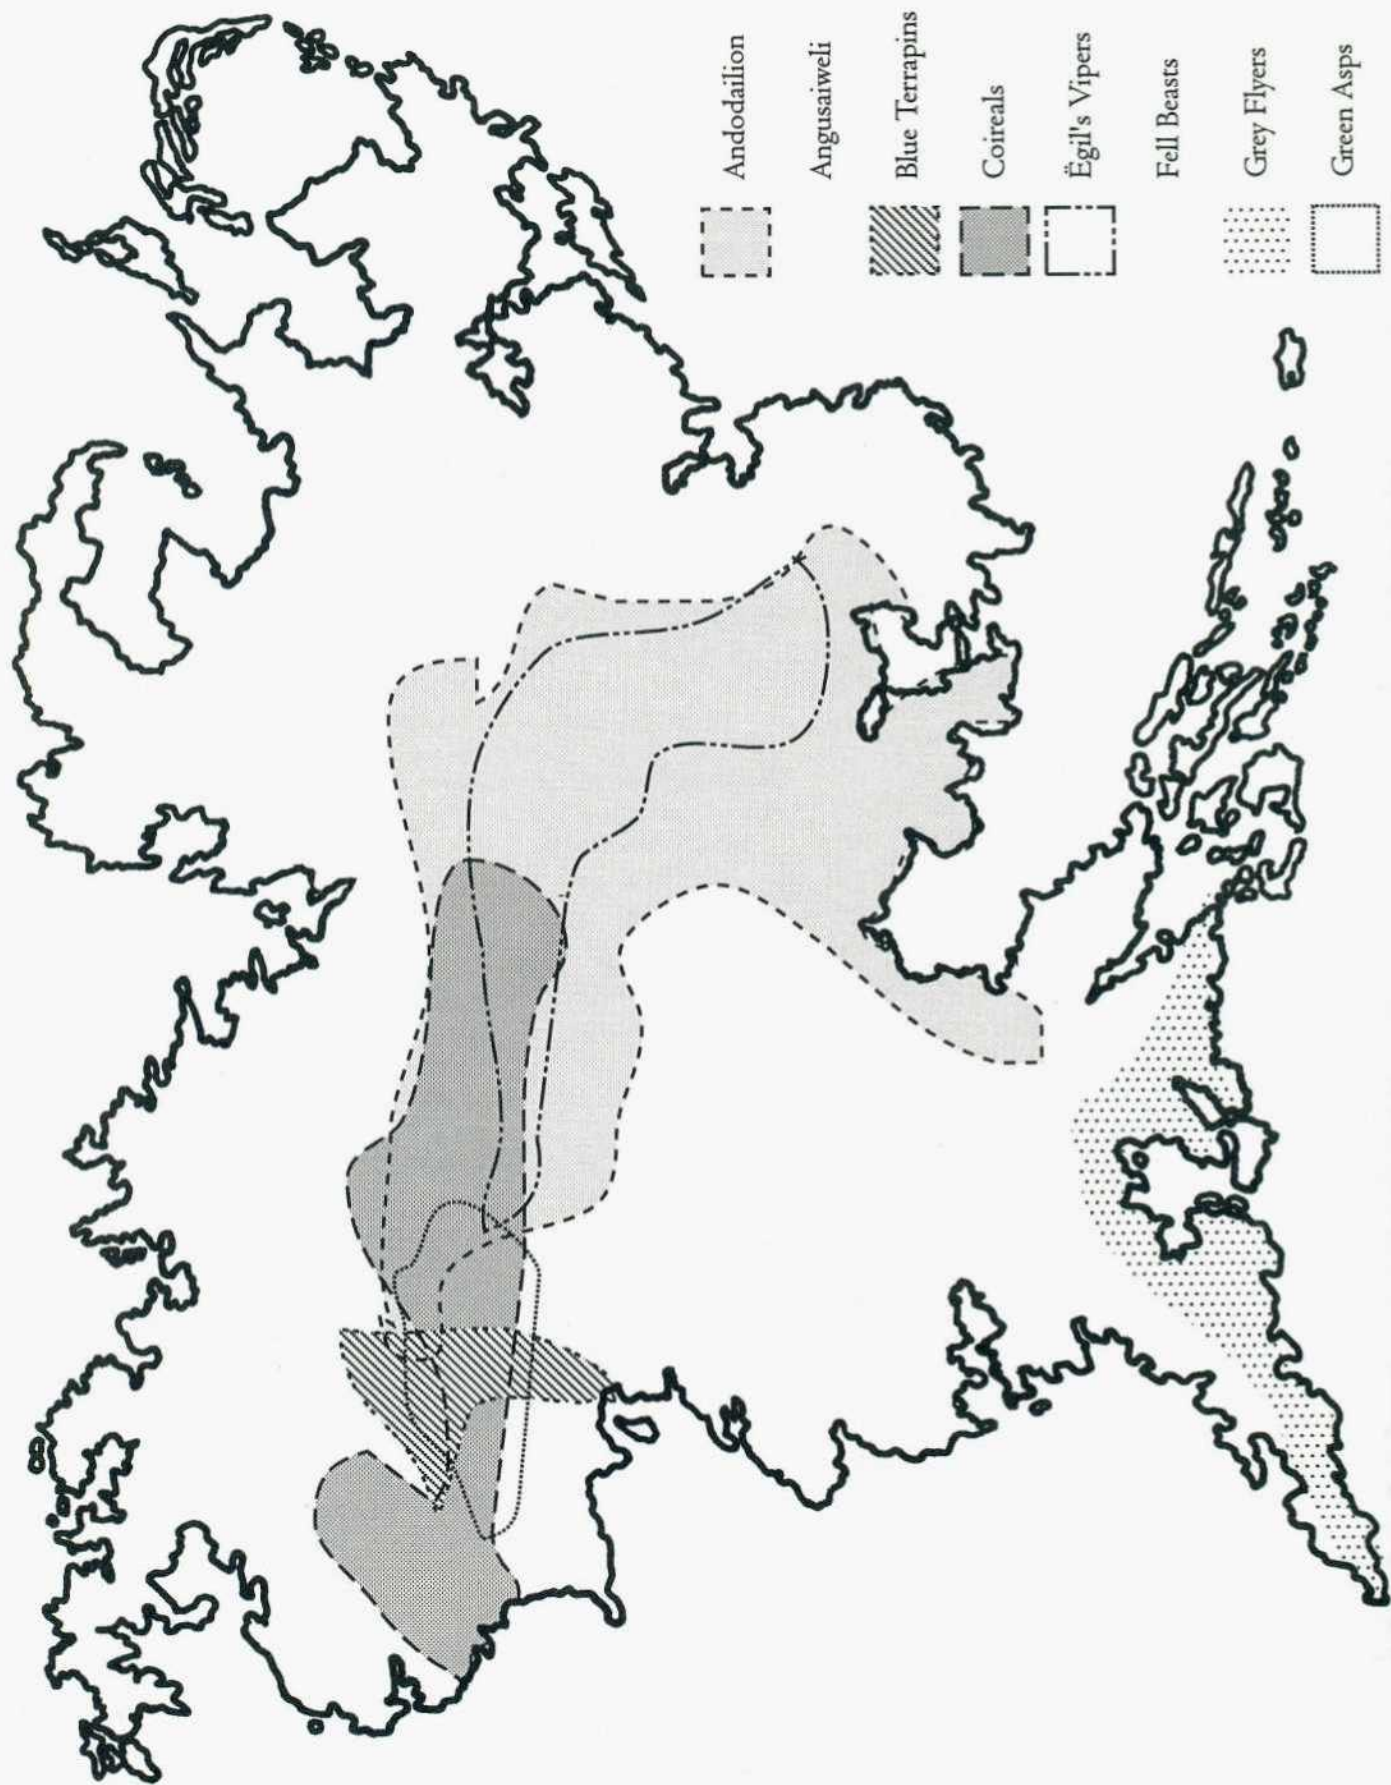 Andodailion
Angusaiweli
Blue Terrapins
Coireals
Ëgil's Vipers
Fell Beasts
Grey Flyers
Green Asps